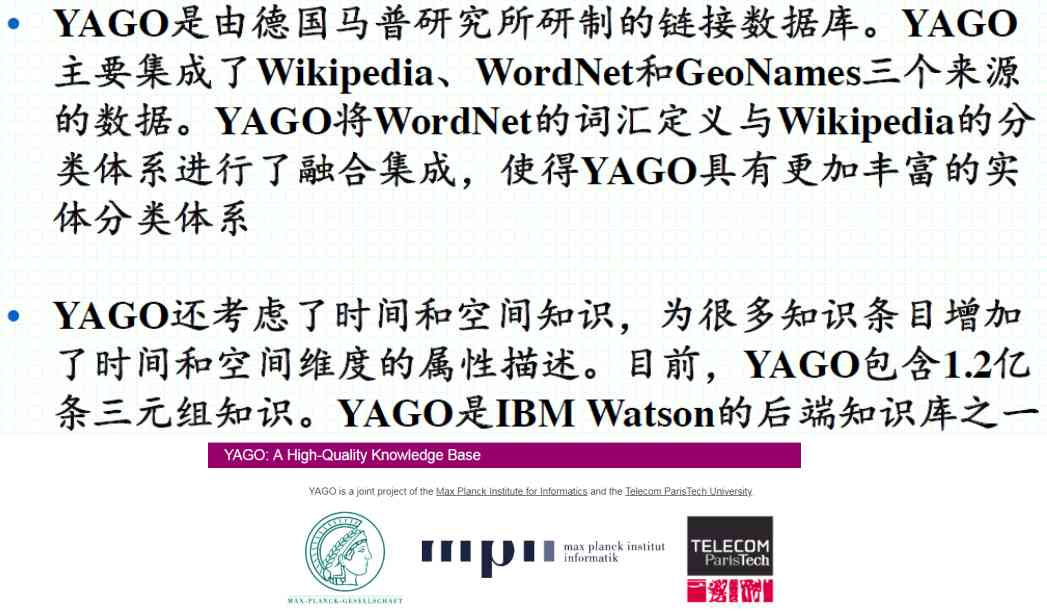 • YAGO是由德国马普研究所研制的链接数据库。YAGO
主要集成了Wikipedia、WordNet和GeoNames三个来源
的数据。YAGO将WordNet的词汇定义与Wikipedia的分
类体系进行了融合集成，使得YAGO具有更加丰富的实
体分类体系
• YAGO还考虑了时间和空间知识，为很多知识条目增加
了时间和空间维度的属性描述。目前，YAGO包含1.2亿
条三元组知识。YAGO是IBM Watson的后端知识库之一
YAGO: A High-Quality Knowledge Base
YAGO is a joint project of the Max Planck Institute for Informatics and the Telecom ParisTech University.
MAX-PLANCK-GESELLSCHAFT
mpi
max planck institut
informatik
TELECOM
ParisTech